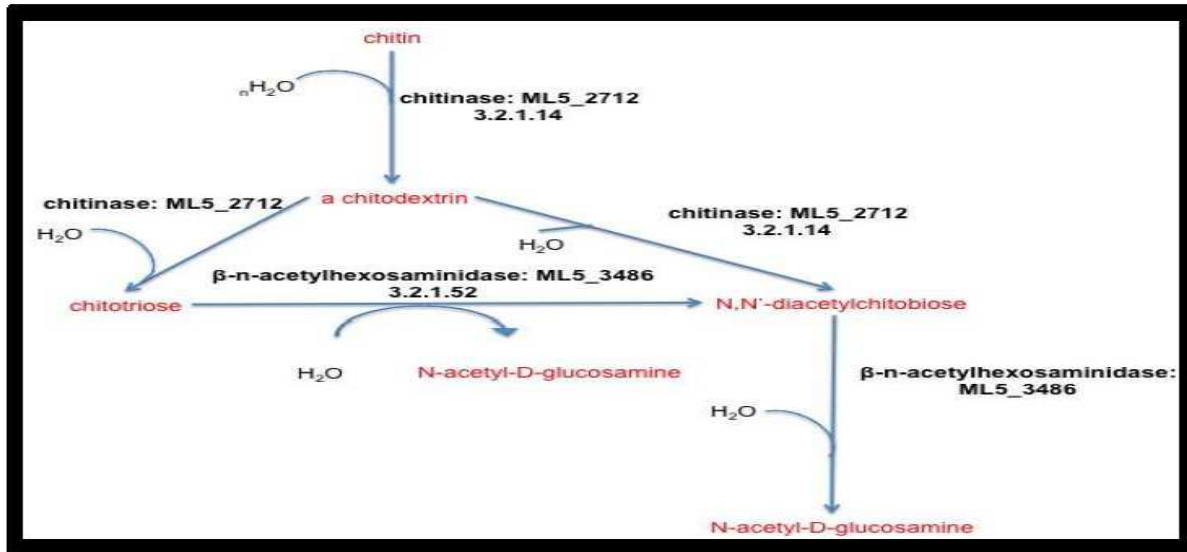 chitin
nH₂O
chitinase: ML5_2712
3.2.1.14
a chitodextrin
chitinase: ML5_2712
H₂O
chitinase: ML5_2712
3.2.1.14
H₂O
β-n-acetylhexosaminidase: ML5_3486
3.2.1.52
chitotriose
N,N'-diacetylchitobiose
H₂O
N-acetyl-D-glucosamine
β-n-acetylhexosaminidase:
ML5_3486
H₂O
N-acetyl-D-glucosamine